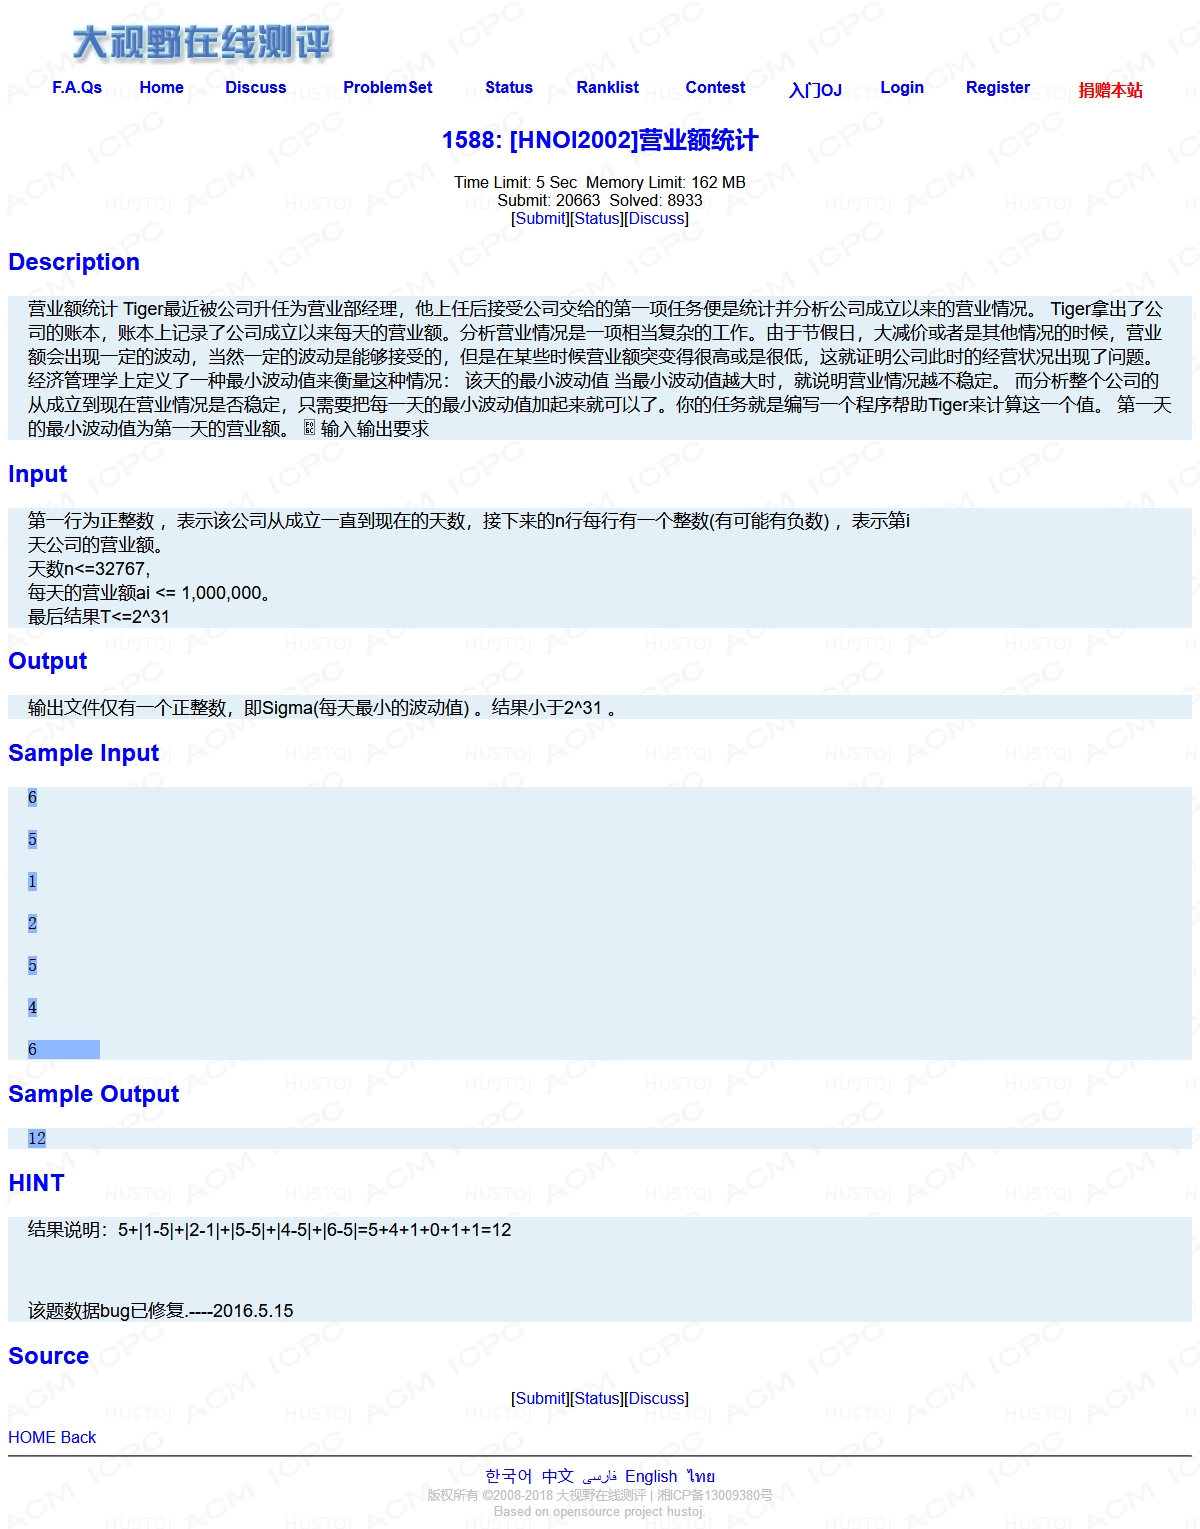 大视野在线测评
F.A.Qs Home Discuss ProblemSet Status Ranklist Contest 入门OJ Login Register 捐赠本站
1588: [HNOI2002]营业额统计
Time Limit: 5 Sec  Memory Limit: 162 MB
Submit: 20663  Solved: 8933
[Submit][Status][Discuss]
Description
营业额统计 Tiger最近被公司升任为营业部经理，他上任后接受公司交给的第一项任务便是统计并分析公司成立以来的营业情况。 Tiger拿出了公
司的账本，账本上记录了公司成立以来每天的营业额。分析营业情况是一项相当复杂的工作。由于节假日，大减价或者是其他情况的时候，营业
额会出现一定的波动，当然一定的波动是能够接受的，但是在某些时候营业额突变得很高或是很低，这就证明公司此时的经营状况出现了问题。
经济管理学上定义了一种最小波动值来衡量这种情况： 该天的最小波动值 当最小波动值越大时，就说明营业情况越不稳定。 而分析整个公司的
从成立到现在营业情况是否稳定，只需要把每一天的最小波动值加起来就可以了。你的任务就是编写一个程序帮助Tiger来计算这一个值。 第一天
的最小波动值为第一天的营业额。 输入输出要求
Input
第一行为正整数 ，表示该公司从成立一直到现在的天数，接下来的n行每行有一个整数(有可能有负数) ，表示第i
天公司的营业额。
天数n<=32767,
每天的营业额ai <= 1,000,000。
最后结果T<=2^31
Output
输出文件仅有一个正整数，即Sigma(每天最小的波动值) 。结果小于2^31 。
Sample Input
6
5
1
2
5
4
6
Sample Output
12
HINT
结果说明：5+|1-5|+|2-1|+|5-5|+|4-5|+|6-5|=5+4+1+0+1+1=12
该题数据bug已修复.----2016.5.15
Source
[Submit][Status][Discuss]
HOME Back
한국어 中文 فارسی English ไทย
版权所有 ©2008-2018 大视野在线测评 | 湘ICP备13009380号
Based on opensource project hustoj.